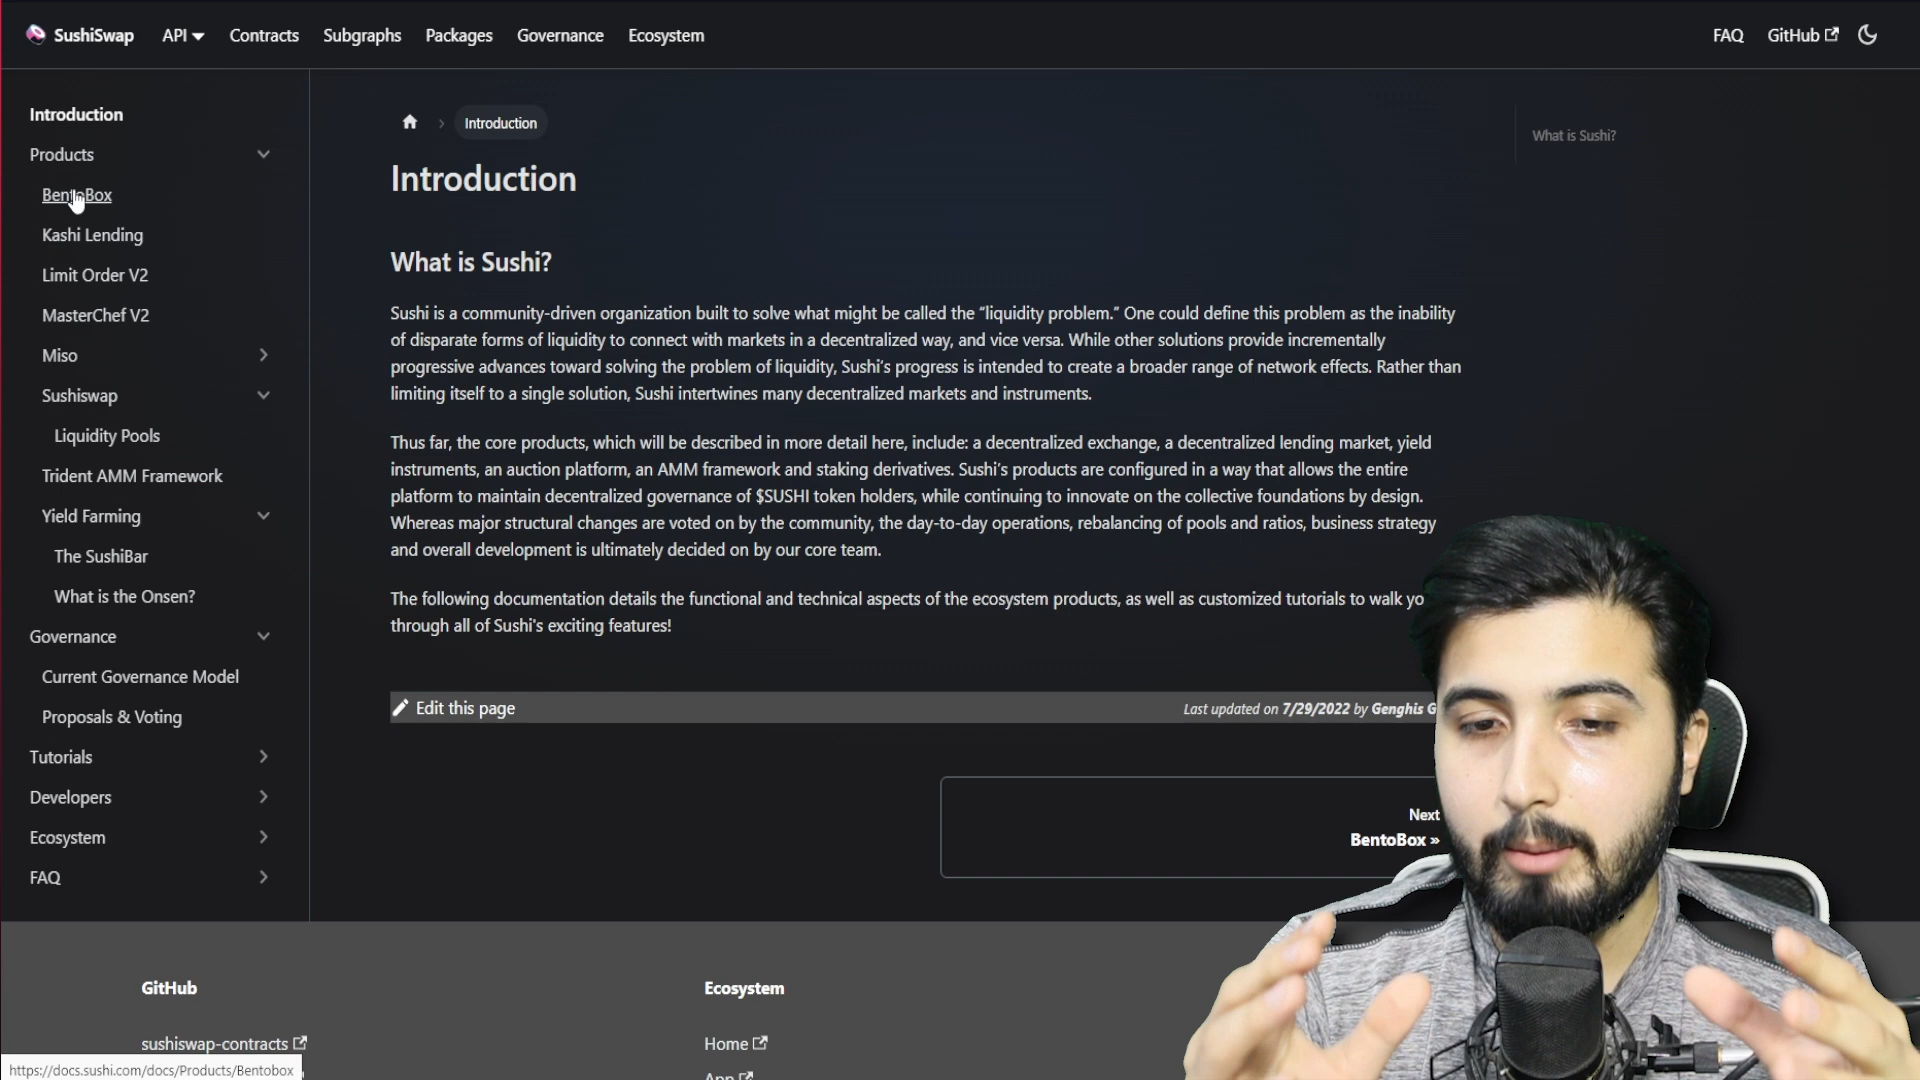 SushiSwap API Contracts Subgraphs Packages Governance Ecosystem FAQ GitHub
Introduction
Products
BentoBox
Kashi Lending
Limit Order V2
MasterChef V2
Miso
Sushiswap
Liquidity Pools
Trident AMM Framework
Yield Farming
The SushiBar
What is the Onsen?
Governance
Current Governance Model
Proposals & Voting
Tutorials
Developers
Ecosystem
FAQ
Introduction
Introduction
What is Sushi?
Sushi is a community-driven organization built to solve what might be called the “liquidity problem.” One could define this problem as the inability
of disparate forms of liquidity to connect with markets in a decentralized way, and vice versa. While other solutions provide incrementally
progressive advances toward solving the problem of liquidity, Sushi’s progress is intended to create a broader range of network effects. Rather than
limiting itself to a single solution, Sushi intertwines many decentralized markets and instruments.
Thus far, the core products, which will be described in more detail here, include: a decentralized exchange, a decentralized lending market, yield
instruments, an auction platform, an AMM framework and staking derivatives. Sushi’s products are configured in a way that allows the entire
platform to maintain decentralized governance of $SUSHI token holders, while continuing to innovate on the collective foundations by design.
Whereas major structural changes are voted on by the community, the day-to-day operations, rebalancing of pools and ratios, business strategy
and overall development is ultimately decided on by our core team.
The following documentation details the functional and technical aspects of the ecosystem products, as well as customized tutorials to walk yo
through all of Sushi's exciting features!
Edit this page
Last updated on 7/29/2022 by Genghis G
Next
BentoBox »
What is Sushi?
GitHub
sushiswap-contracts
Ecosystem
Home
App
https://docs.sushi.com/docs/Products/Bentobox